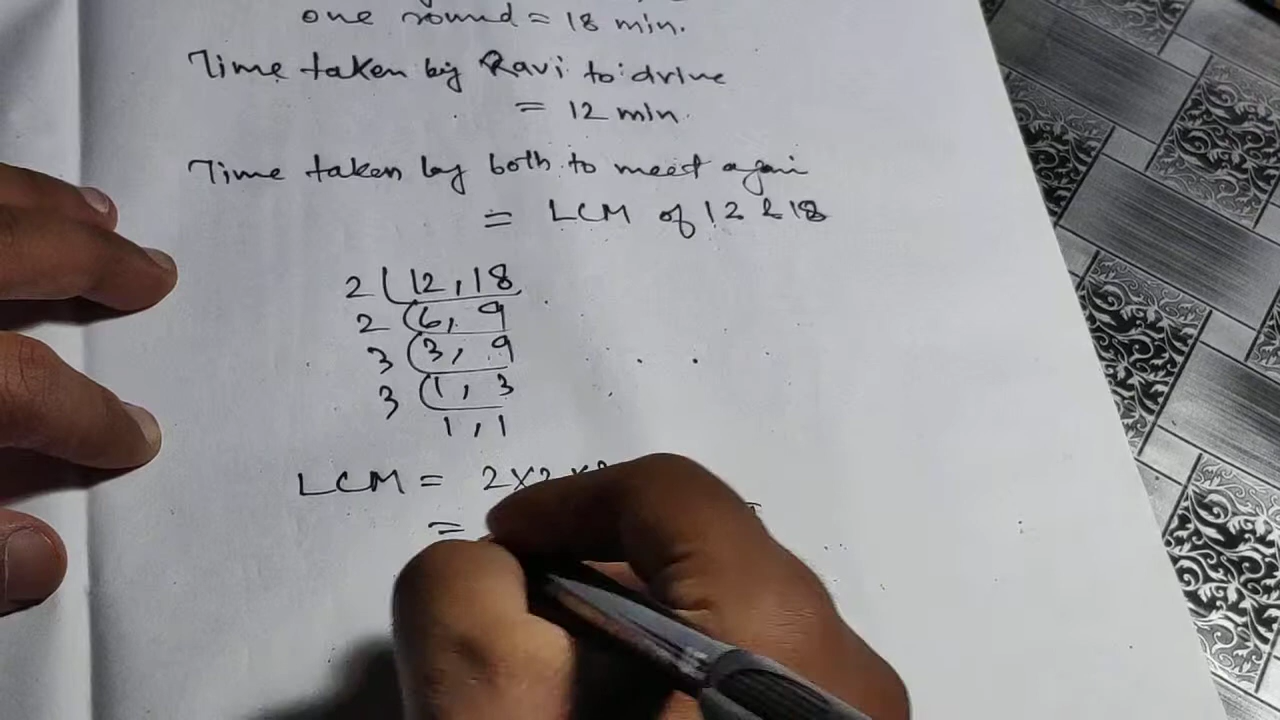 one round = 18 min.
Time taken by Ravi to drive
= 12 min.
Time taken by both to meet again
= LCM of 12 & 18
2 | 12, 18
2 | 6, 9
3 | 3, 9
3 | 1, 3
1, 1
LCM = 2 × 2 ×
=